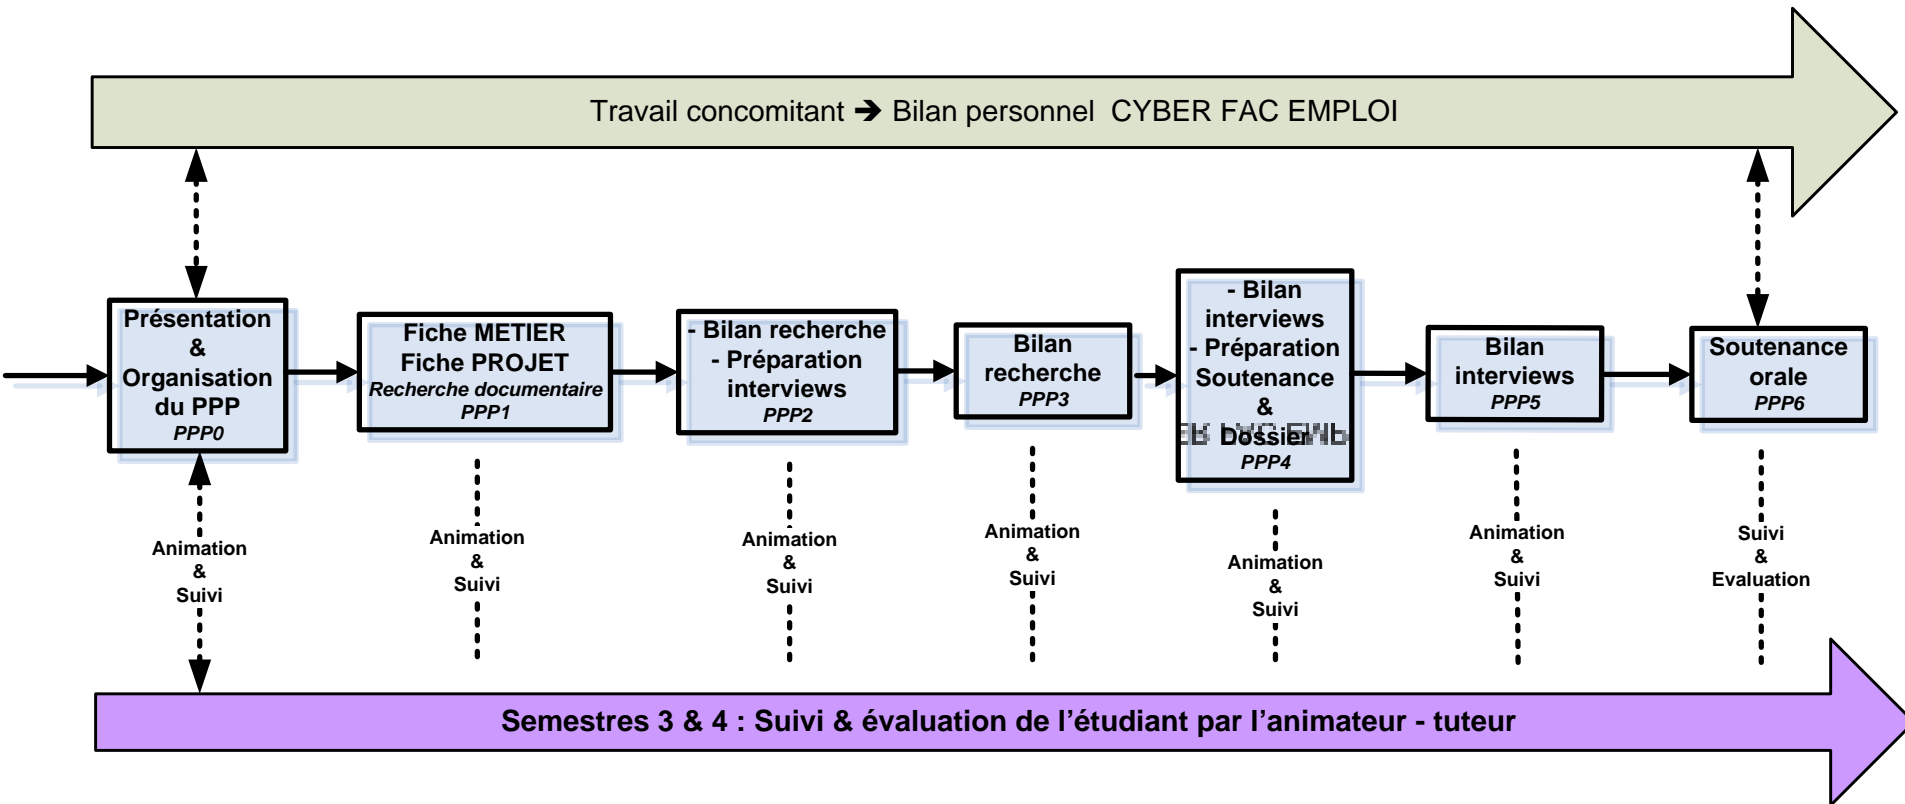 Travail concomitant ➔ Bilan personnel CYBER FAC EMPLOI
Présentation
&
Organisation
du PPP
PPP0
Fiche METIER
Fiche PROJET
Recherche documentaire
PPP1
- Bilan recherche
- Préparation
interviews
PPP2
Bilan
recherche
PPP3
- Bilan
interviews
- Préparation
Soutenance
&
Dossier
PPP4
Bilan
interviews
PPP5
Soutenance
orale
PPP6
Animation
&
Suivi
Animation
&
Suivi
Animation
&
Suivi
Animation
&
Suivi
Animation
&
Suivi
Animation
&
Suivi
Suivi
&
Evaluation
Semestres 3 & 4 : Suivi & évaluation de l’étudiant par l’animateur - tuteur